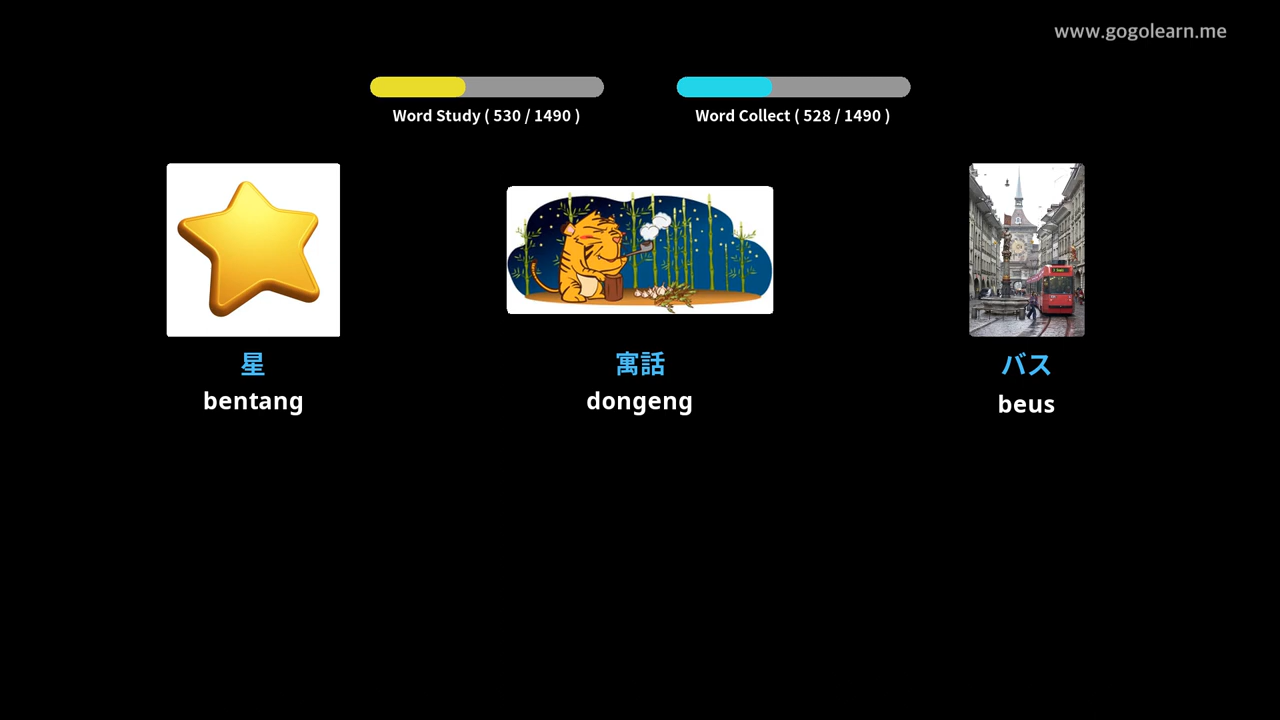 www.gogolearn.me
Word Study ( 530 / 1490 )
Word Collect ( 528 / 1490 )
星
bentang
寓話
dongeng
バス
beus